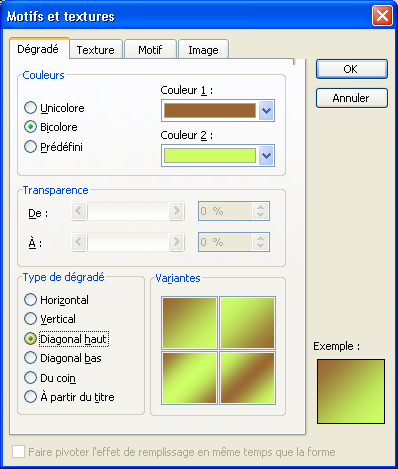 Motifs et textures
Dégradé Texture Motif Image
OK
Annuler
Couleurs
Unicolore
Bicolore
Prédéfini
Couleur 1 :
Couleur 2 :
Transparence
De : 0 %
À : 0 %
Type de dégradé
Horizontal
Vertical
Diagonal haut
Diagonal bas
Du coin
À partir du titre
Variantes
Exemple :
Faire pivoter l'effet de remplissage en même temps que la forme